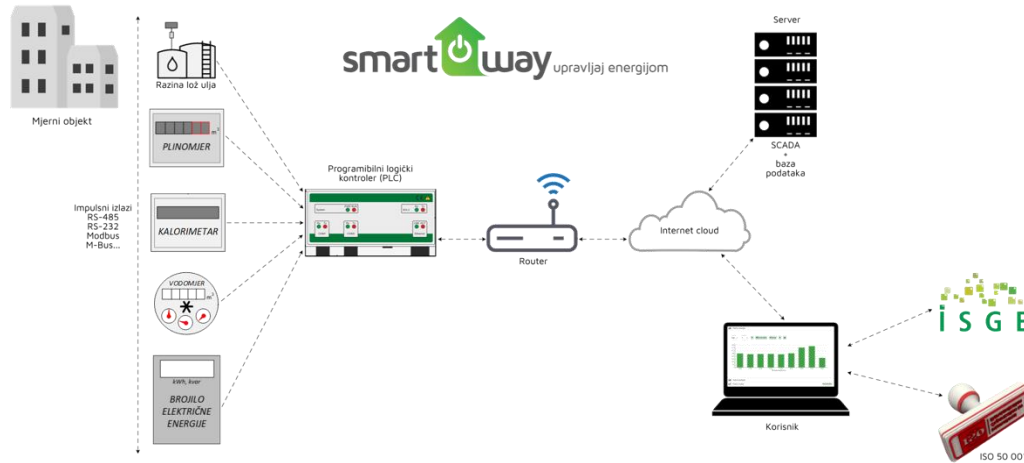 smart way upravljaj energijom
Mjerni objekt
Impulsni izlazi
RS-485
RS-232
Modbus
M-Bus...
Razina lož ulja
m³
PLINOMJER
KALORIMETAR
VODOMJER
m³
kWh, kvar
BROJILO
ELEKTRIČNE
ENERGIJE
Programibilni logički
kontroler (PLC)
Router
Internet cloud
Server
SCADA
+
baza
podataka
Korisnik
iSGE
ISO 50 00